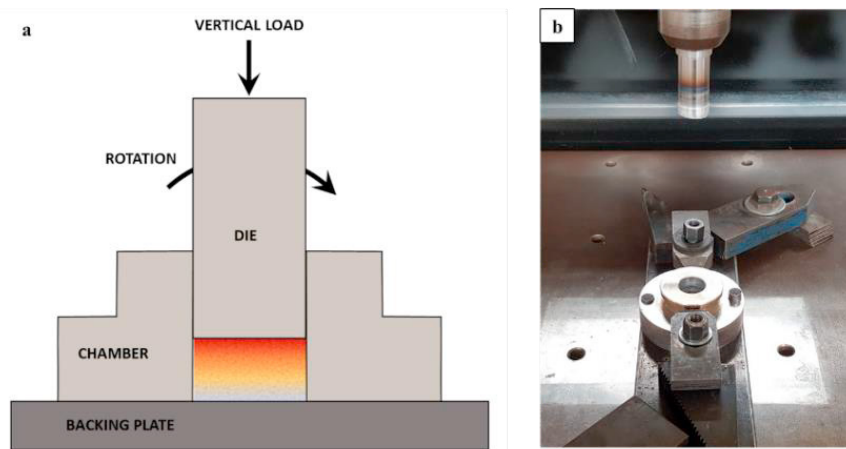 a
VERTICAL LOAD
ROTATION
DIE
CHAMBER
BACKING PLATE
b